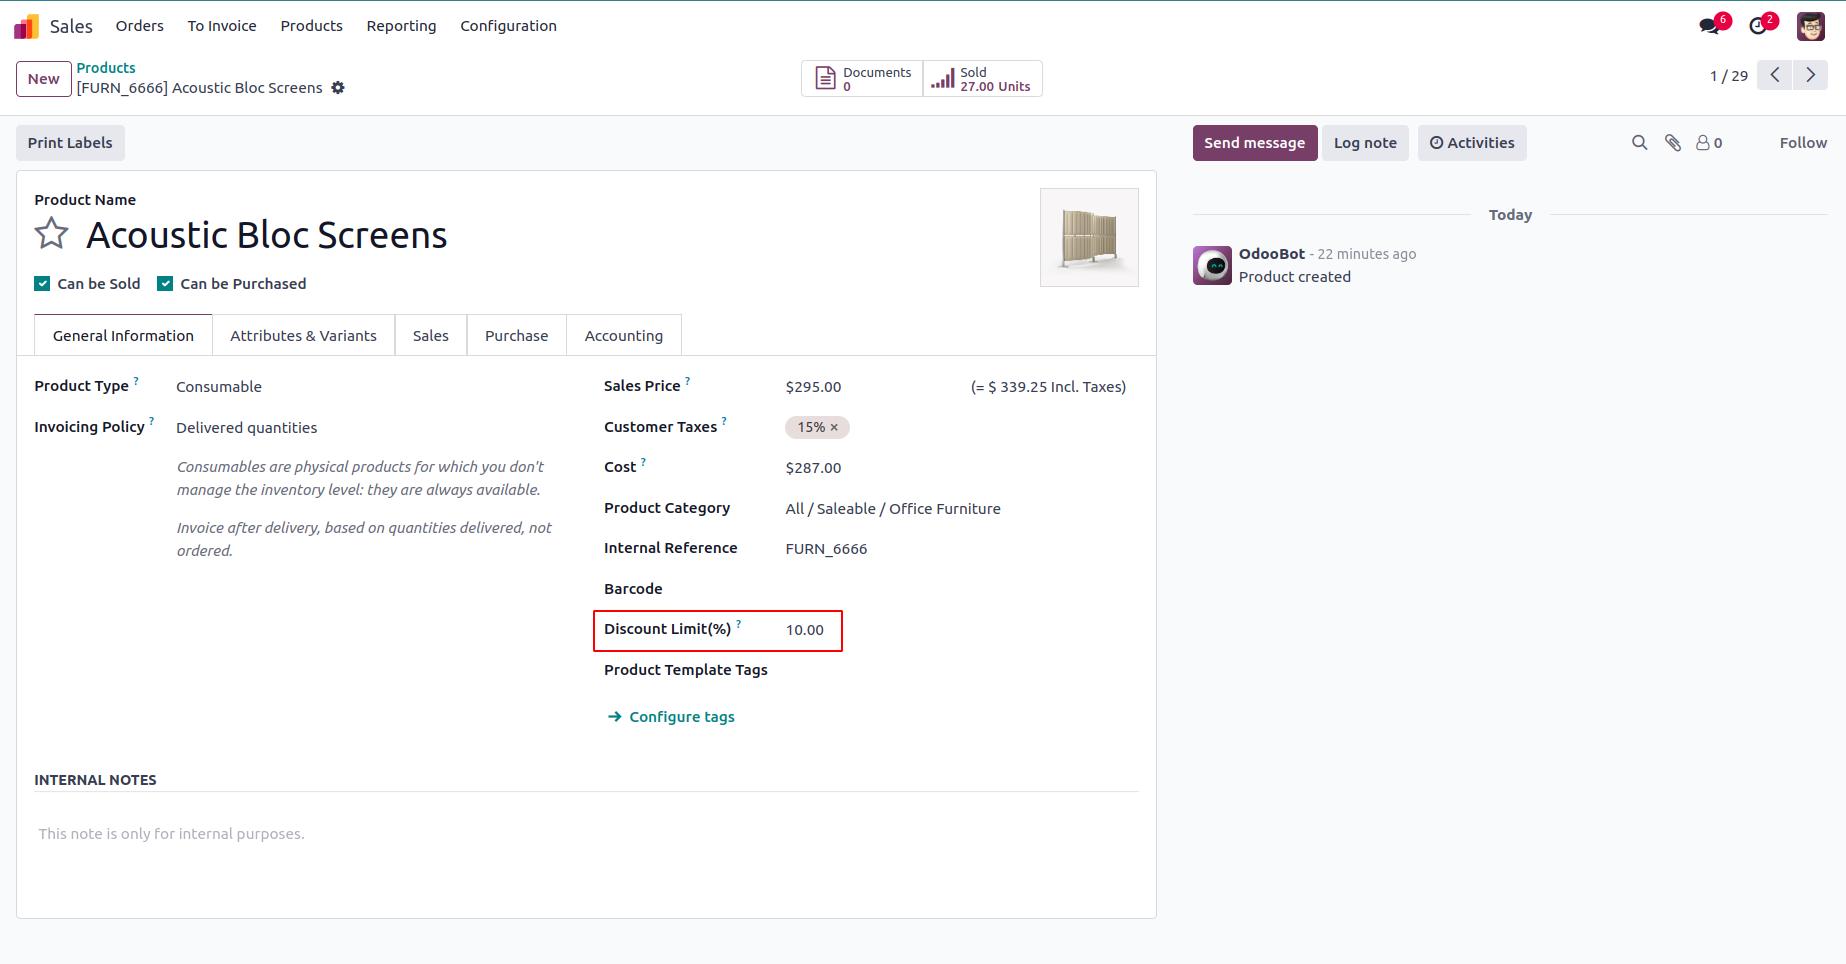 Sales Orders To Invoice Products Reporting Configuration 6 2
New Products
[FURN_6666] Acoustic Bloc Screens
Documents
0
Sold
27.00 Units
1 / 29
Print Labels
Send message Log note Activities 0 Follow
Product Name
Acoustic Bloc Screens
Can be Sold Can be Purchased
General Information Attributes & Variants Sales Purchase Accounting
Product Type ? Consumable
Invoicing Policy ? Delivered quantities
Consumables are physical products for which you don't
manage the inventory level: they are always available.
Invoice after delivery, based on quantities delivered, not
ordered.
Sales Price ? $295.00 (= $ 339.25 Incl. Taxes)
Customer Taxes ? 15% ×
Cost ? $287.00
Product Category All / Saleable / Office Furniture
Internal Reference FURN_6666
Barcode
Discount Limit(%) ? 10.00
Product Template Tags
Configure tags
INTERNAL NOTES
This note is only for internal purposes.
Today
OdooBot - 22 minutes ago
Product created